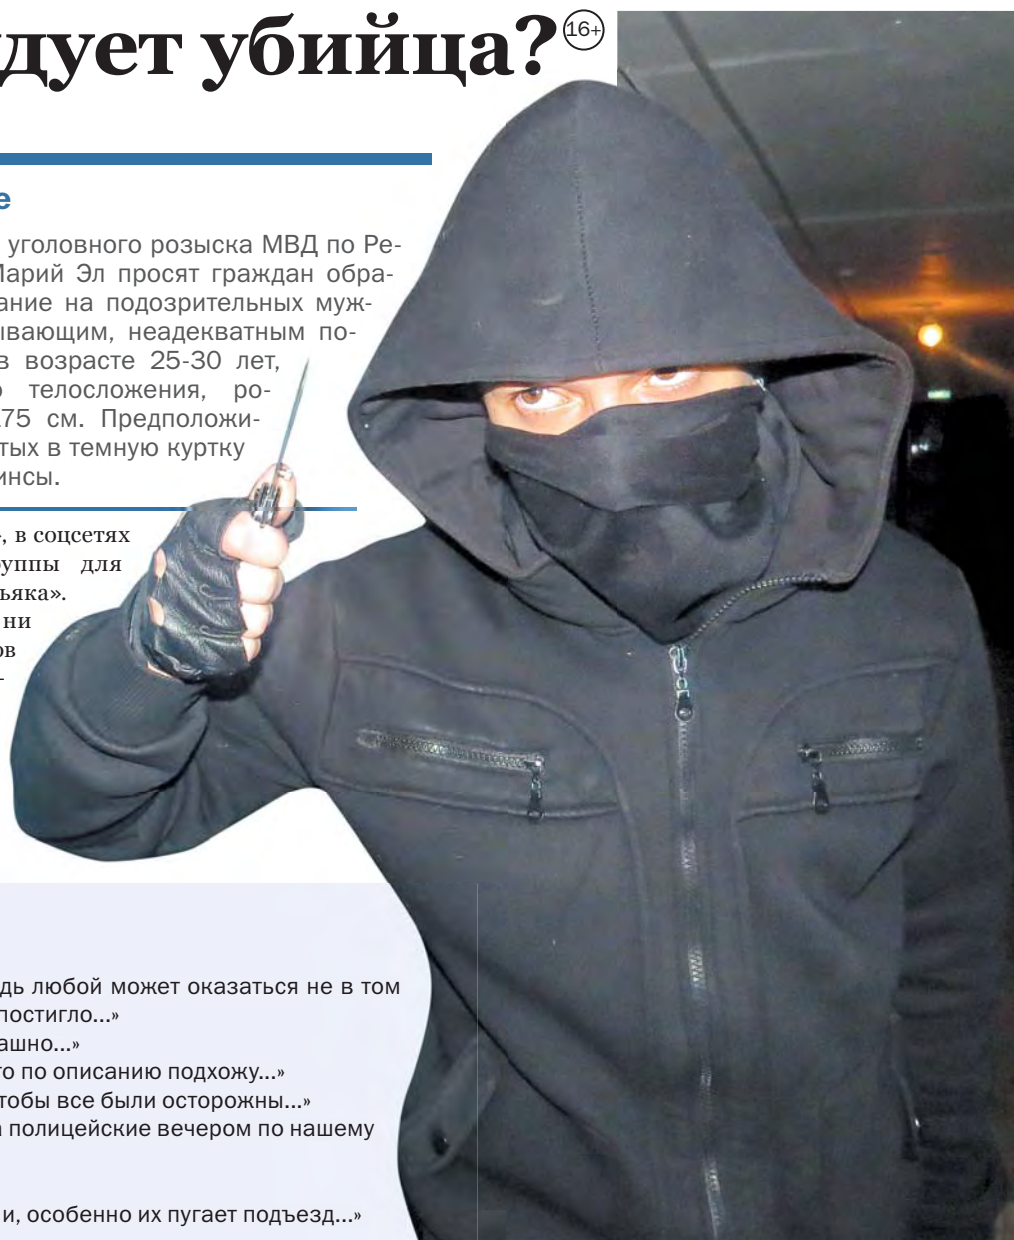 дует убийца? 16+
е
уголовного розыска МВД по Ре-
Марий Эл просят граждан обра-
ание на подозрительных муж-
ывающим, неадекватным по-
в возрасте 25-30 лет,
о телосложения, ро-
175 см. Предположи-
тых в темную куртку
инсы.
», в соцсетях
уппы для
ьяка».
ни
ов
-
дь любой может оказаться не в том
постигло...»
ашно...»
то по описанию подхожу...»
тобы все были осторожны...»
а полицейские вечером по нашему
и, особенно их пугает подъезд...»